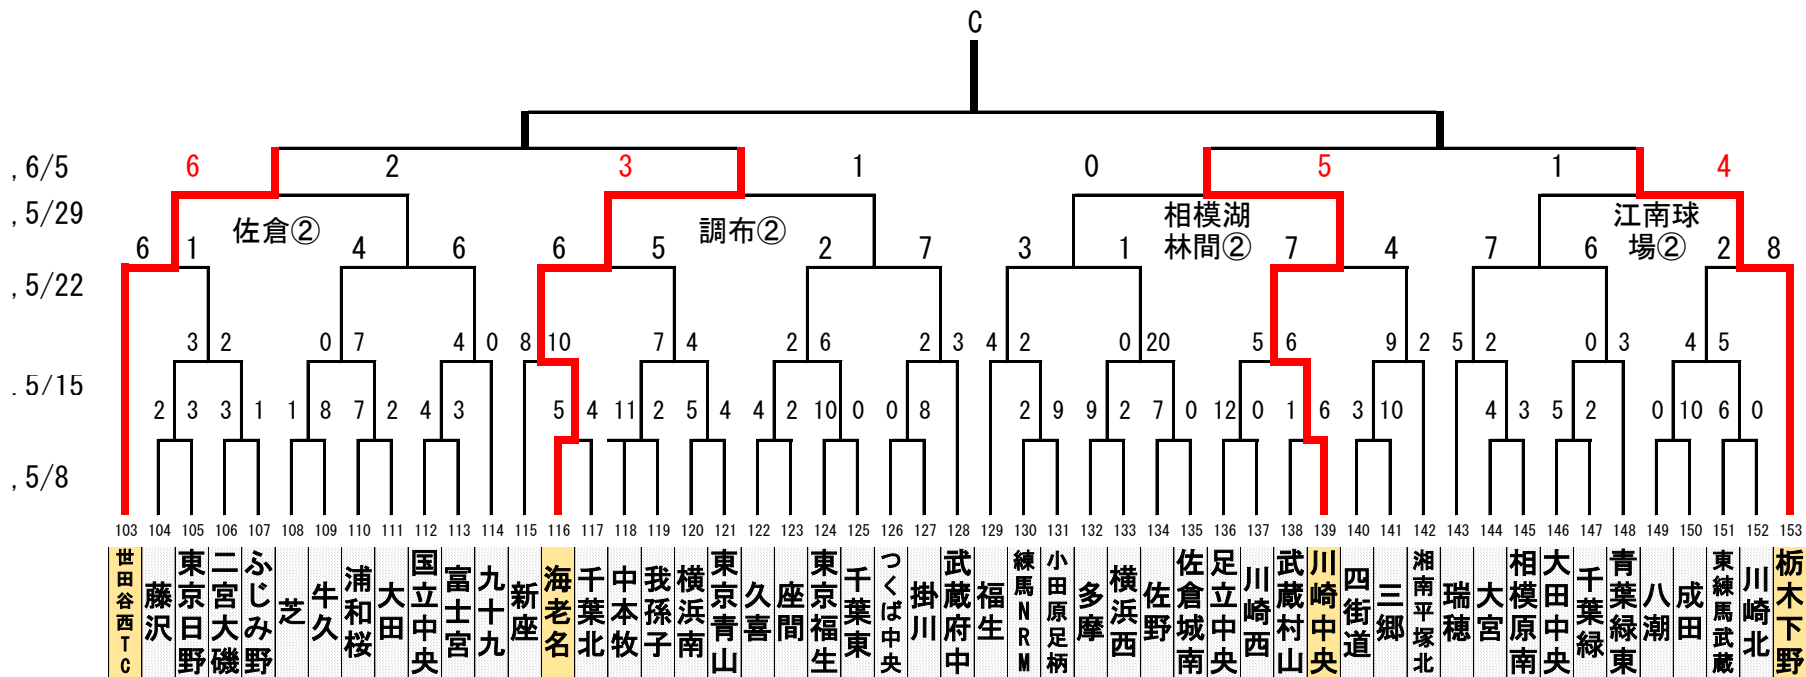 C
, 6/5 6 2 3 1 0 5 1 4
, 5/29 佐倉② 調布② 相模湖 林間② 江南球 場②
6 1 4 6 6 5 2 7 3 1 7 4 7 6 2 8
, 5/22
3 2 0 7 4 0 8 10 7 4 2 6 2 3 4 2 0 20 5 6 9 2 5 2 0 3 4 5
, 5/15
2 3 3 1 1 8 7 2 4 3 5 4 11 2 5 4 4 2 10 0 0 8 2 9 9 2 7 0 12 0 1 6 3 10 4 3 5 2 0 10 6 0
, 5/8
103 104 105 106 107 108 109 110 111 112 113 114 115 116 117 118 119 120 121 122 123 124 125 126 127 128 129 130 131 132 133 134 135 136 137 138 139 140 141 142 143 144 145 146 147 148 149 150 151 152 153
世田谷西TC
藤沢
東京日野
二宮大磯
ふじみ野
芝
牛久
浦和桜
大田
国立中央
富士宮
九十九
新座
海老名
千葉北
中本牧
我孫子
横浜南
東京青山
久喜
座間
東京福生
千葉東
つくば中央
掛川
武蔵府中
福生
練馬NRM
小田原足柄
多摩
横浜西
佐野
佐倉城南
足立中央
川崎西
武蔵村山
川崎中央
四街道
三郷
湘南平塚北
瑞穂
大宮
相模原南
大田中央
千葉緑
青葉緑東
八潮
成田
東練馬武蔵
川崎北
栃木下野